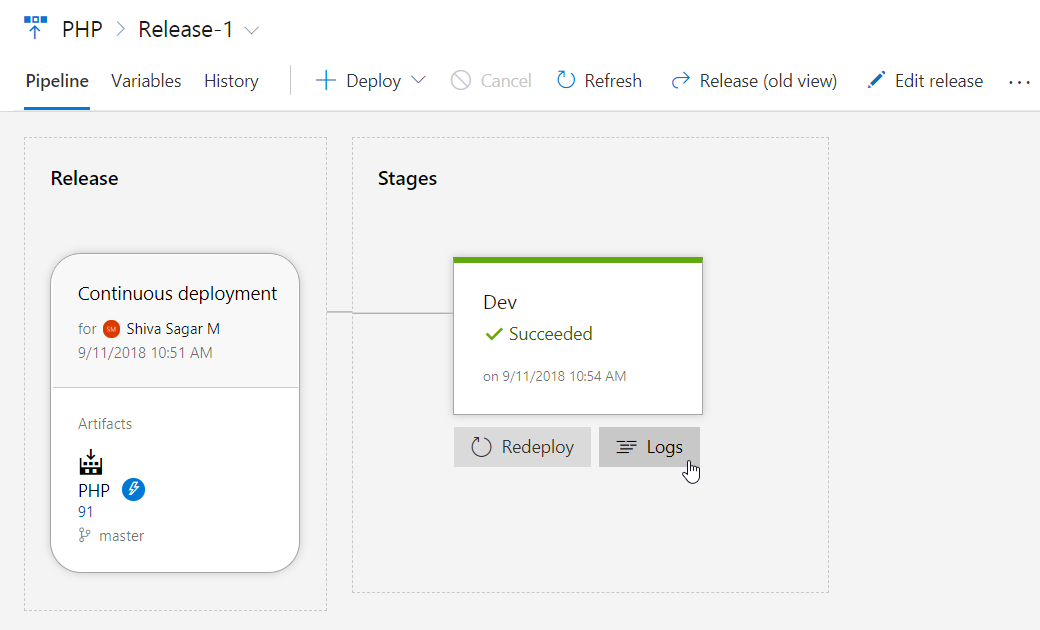 PHP > Release-1
Pipeline Variables History Deploy Cancel Refresh Release (old view) Edit release ...
Release
Continuous deployment
for SM Shiva Sagar M
9/11/2018 10:51 AM
Artifacts
PHP
91
master
Stages
Dev
Succeeded
on 9/11/2018 10:54 AM
Redeploy Logs